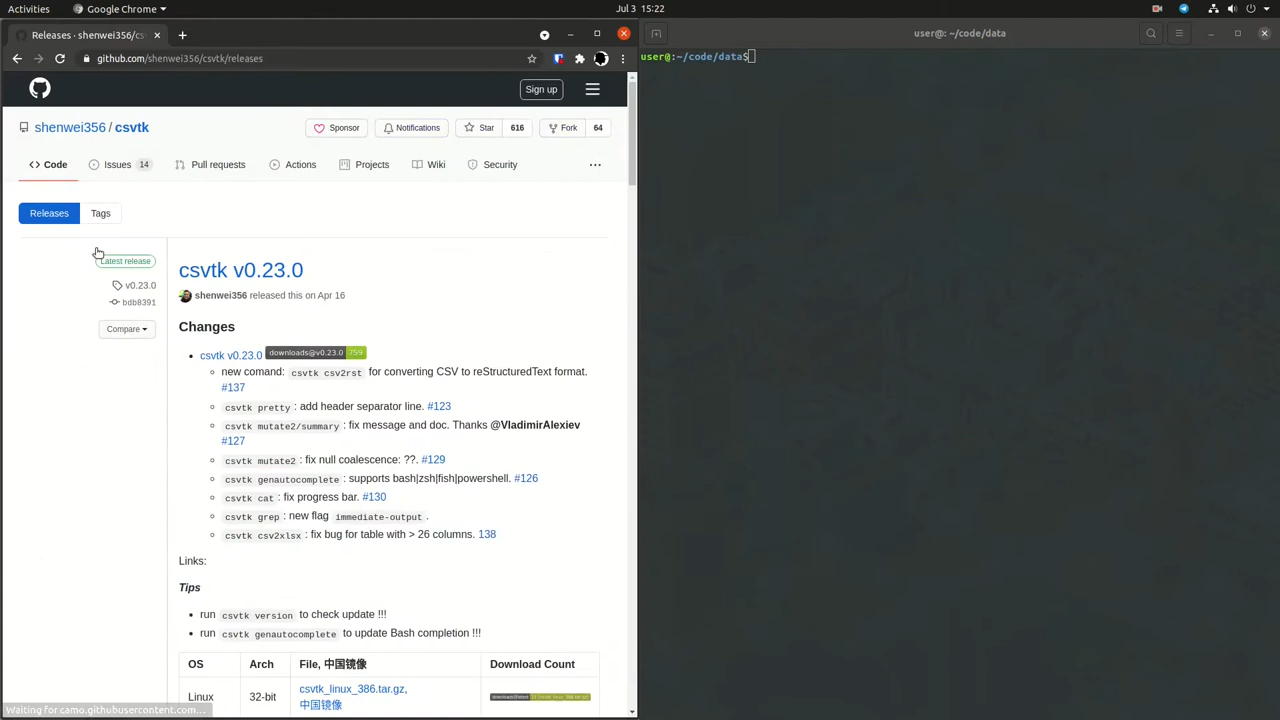 Activities
Google Chrome
Jul 3 15:22
Releases · shenwei356/cs
github.com/shenwei356/csvtk/releases
Sign up
shenwei356 / csvtk
Sponsor
Notifications
Star 616
Fork 64
Code
Issues 14
Pull requests
Actions
Projects
Wiki
Security
Releases
Tags
Latest release
v0.23.0
bdb8391
Compare
csvtk v0.23.0
shenwei356 released this on Apr 16
Changes
csvtk v0.23.0 downloads@v0.23.0 759
new comand: csvtk csv2rst for converting CSV to reStructuredText format.
#137
csvtk pretty : add header separator line. #123
csvtk mutate2/summary : fix message and doc. Thanks @VladimirAlexiev
#127
csvtk mutate2 : fix null coalescence: ??. #129
csvtk genautocomplete : supports bash|zsh|fish|powershell. #126
csvtk cat : fix progress bar. #130
csvtk grep : new flag immediate-output .
csvtk csv2xlsx : fix bug for table with > 26 columns. 138
Links:
Tips
run csvtk version to check update !!!
run csvtk genautocomplete to update Bash completion !!!
OS Arch File, 中国镜像 Download Count
Linux 32-bit csvtk_linux_386.tar.gz,
中国镜像
Waiting for camo.githubusercontent.com...
user@: ~/code/data
user@:~/code/data$